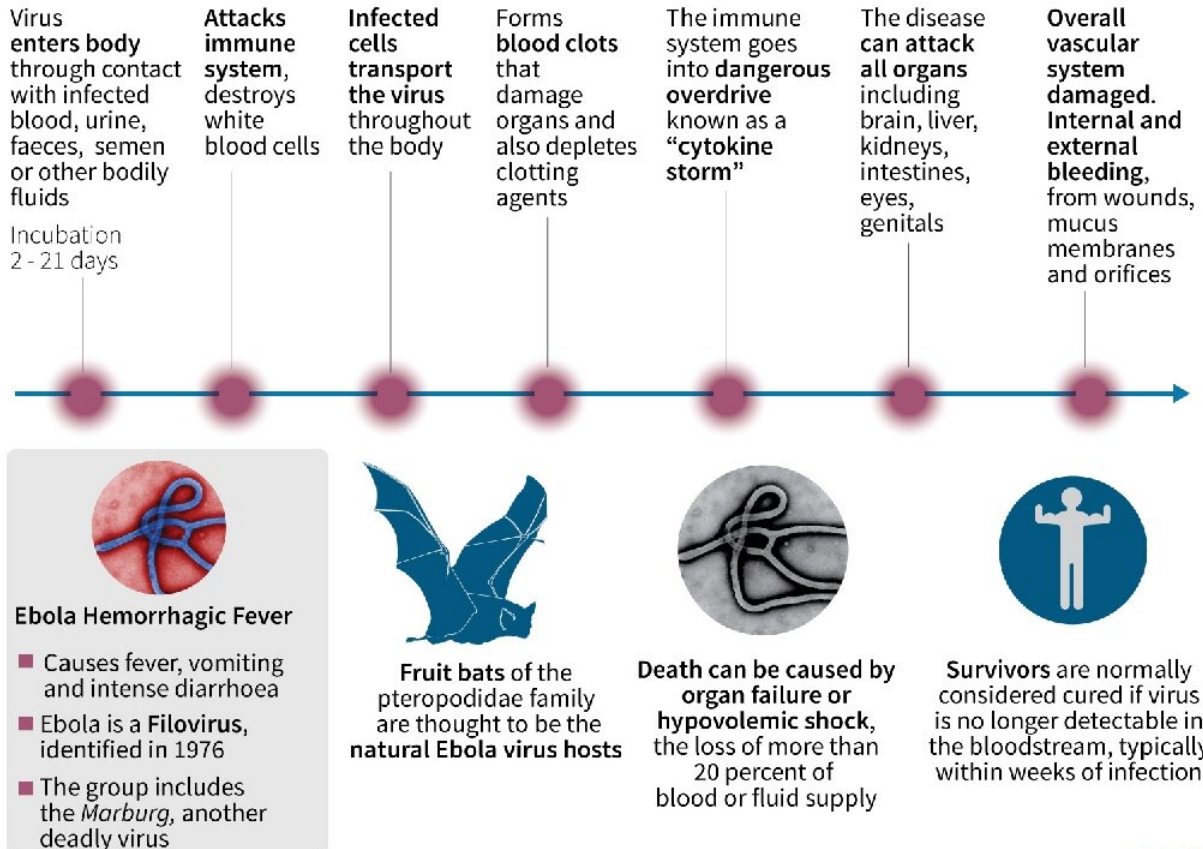 Virus
enters body
through contact
with infected
blood, urine,
faeces, semen
or other bodily
fluids
Incubation
2 - 21 days
Attacks
immune
system,
destroys
white
blood cells
Infected
cells
transport
the virus
throughout
the body
Forms
blood clots
that
damage
organs and
also depletes
clotting
agents
The immune
system goes
into dangerous
overdrive
known as a
“cytokine
storm”
The disease
can attack
all organs
including
brain, liver,
kidneys,
intestines,
eyes,
genitals
Overall
vascular
system
damaged.
Internal and
external
bleeding,
from wounds,
mucus
membranes
and orifices
Ebola Hemorrhagic Fever
Causes fever, vomiting
and intense diarrhoea
Ebola is a Filovirus,
identified in 1976
The group includes
the Marburg, another
deadly virus
Fruit bats of the
pteropodidae family
are thought to be the
natural Ebola virus hosts
Death can be caused by
organ failure or
hypovolemic shock,
the loss of more than
20 percent of
blood or fluid supply
Survivors are normally
considered cured if virus
is no longer detectable in
the bloodstream, typically
within weeks of infection